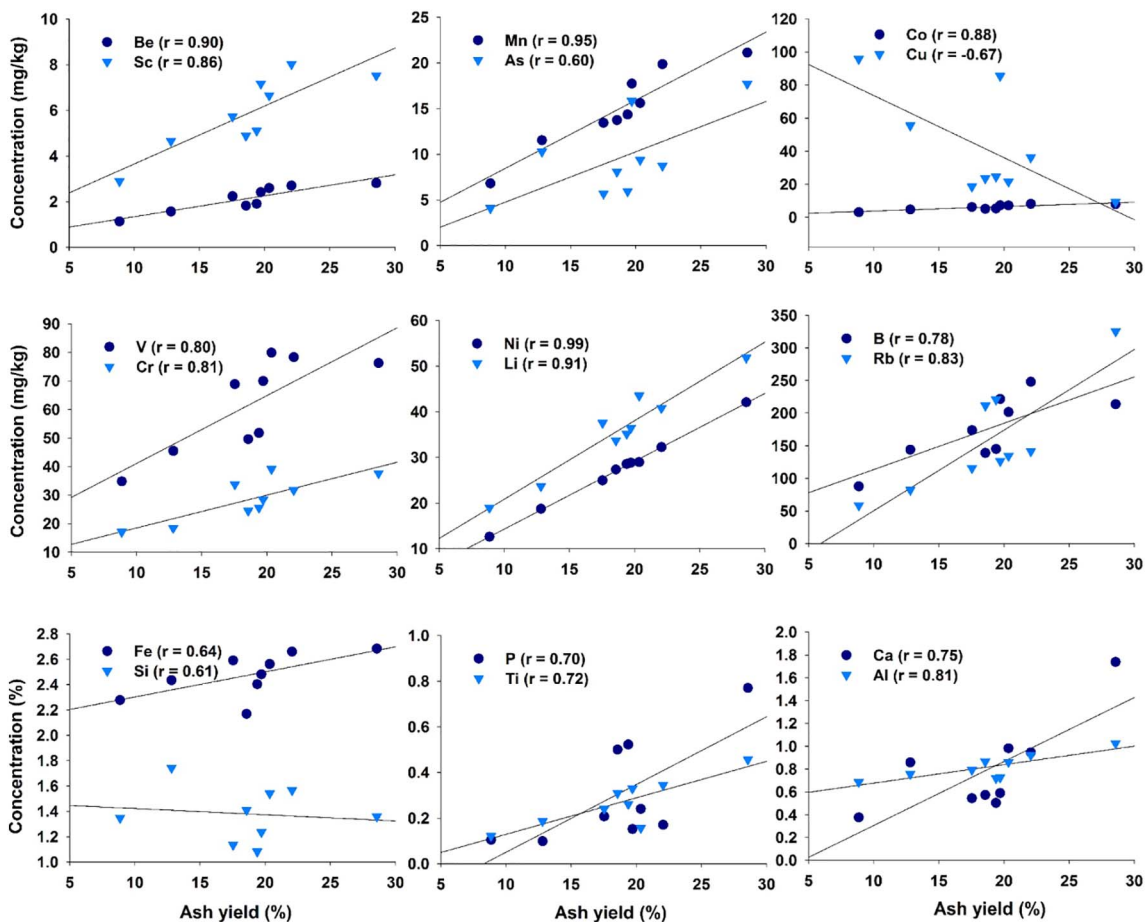 Concentration (mg/kg)
10
8
6
4
2
0
Be (r = 0.90)
Sc (r = 0.86)
5 10 15 20 25 30
25
20
15
10
5
0
Mn (r = 0.95)
As (r = 0.60)
5 10 15 20 25 30
120
100
80
60
40
20
0
Co (r = 0.88)
Cu (r = -0.67)
5 10 15 20 25 30
Concentration (mg/kg)
90
80
70
60
50
40
30
20
10
V (r = 0.80)
Cr (r = 0.81)
5 10 15 20 25 30
60
50
40
30
20
10
Ni (r = 0.99)
Li (r = 0.91)
5 10 15 20 25 30
350
300
250
200
150
100
50
0
B (r = 0.78)
Rb (r = 0.83)
5 10 15 20 25 30
Concentration (%)
2.8
2.6
2.4
2.2
2.0
1.8
1.6
1.4
1.2
1.0
Fe (r = 0.64)
Si (r = 0.61)
5 10 15 20 25 30
Ash yield (%)
1.0
0.8
0.6
0.4
0.2
0.0
P (r = 0.70)
Ti (r = 0.72)
5 10 15 20 25 30
Ash yield (%)
2.0
1.8
1.6
1.4
1.2
1.0
0.8
0.6
0.4
0.2
0.0
Ca (r = 0.75)
Al (r = 0.81)
5 10 15 20 25 30
Ash yield (%)